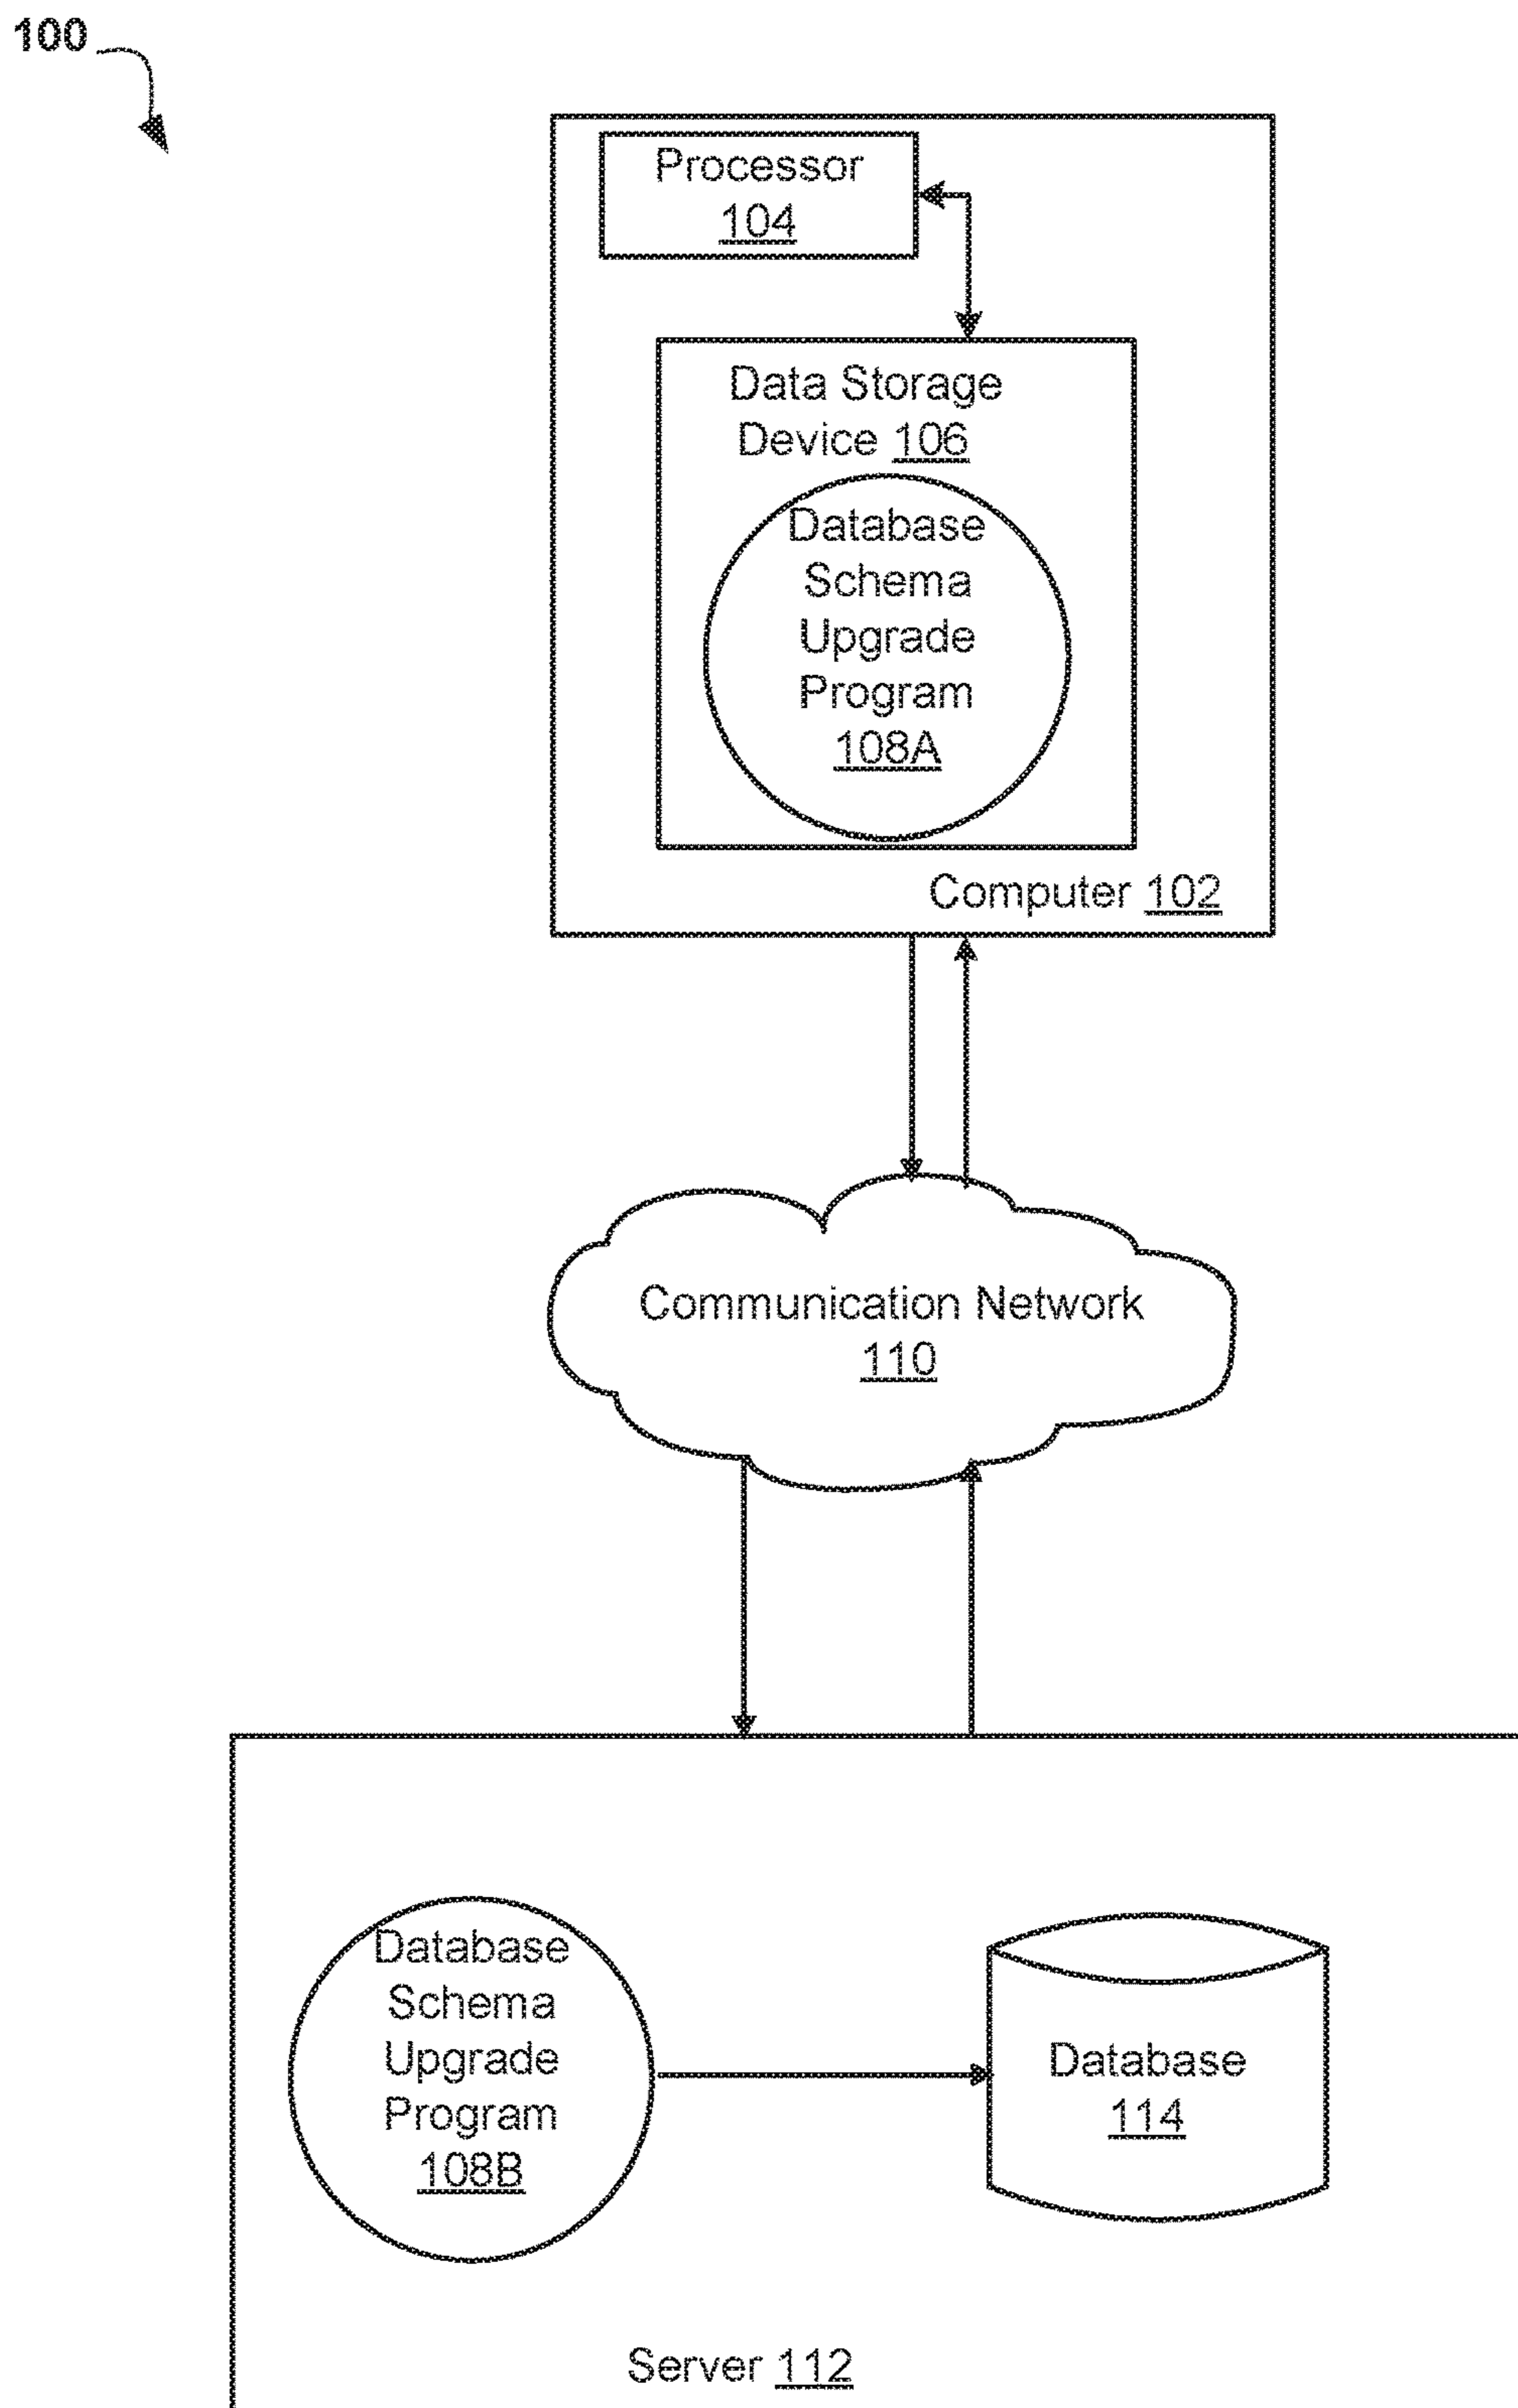 100
Processor
104
Data Storage
Device 106
Database
Schema
Upgrade
Program
108A
Computer 102
Communication Network
110
Database
Schema
Upgrade
Program
108B
Database
114
Server 112